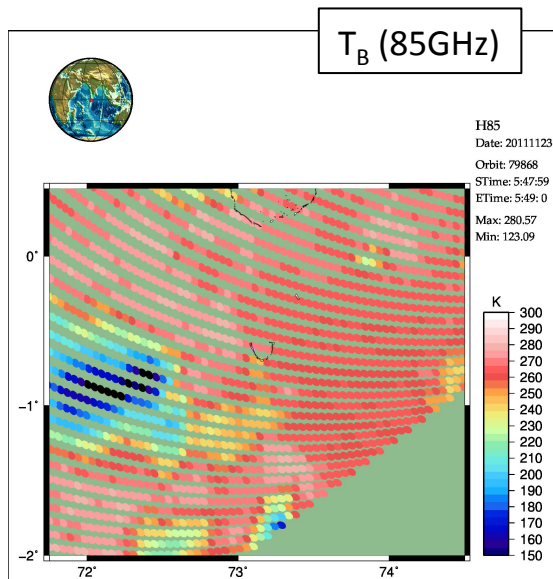 T_B (85GHz)
H85
Date: 20111123
Orbit: 79868
STime: 5:47:59
ETime: 5:49: 0
Max: 280.57
Min: 123.09
0°
-1°
-2°
72°
73°
74°
K
300
290
280
270
260
250
240
230
220
210
200
190
180
170
160
150